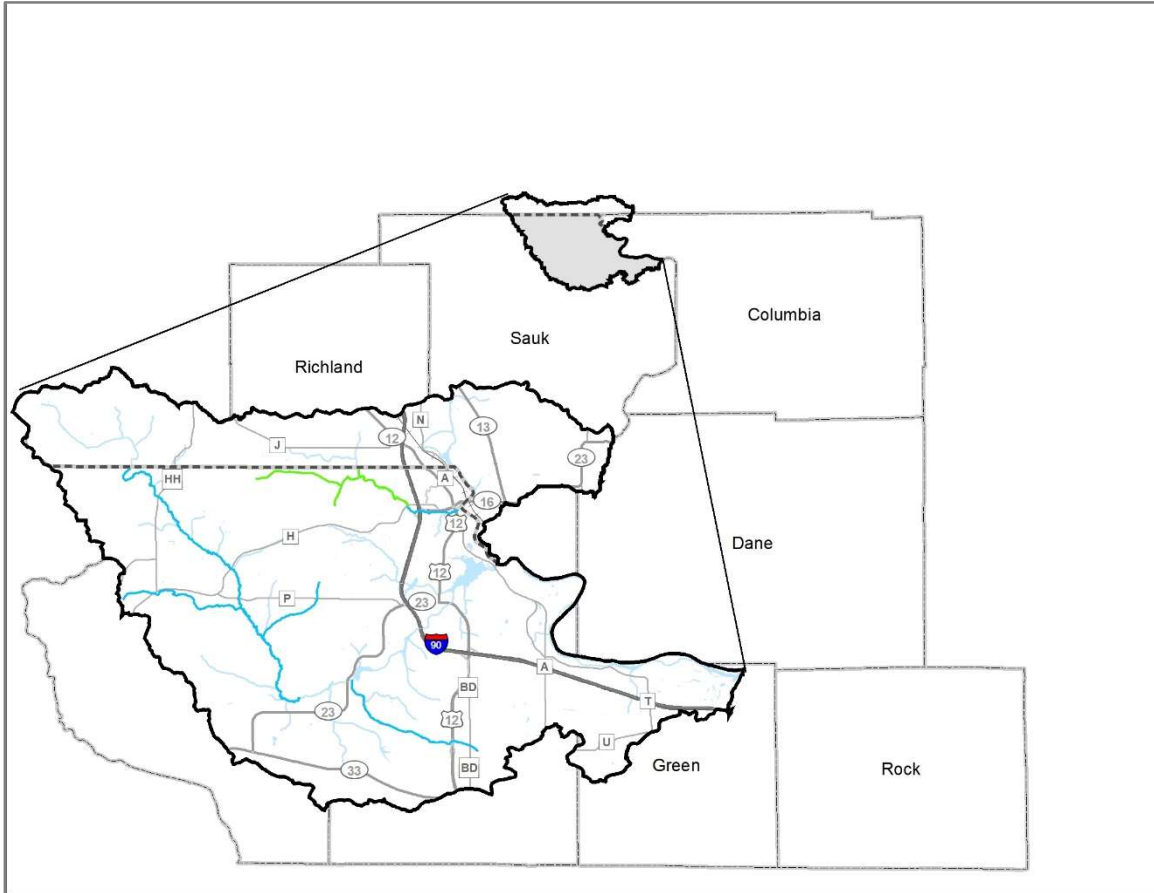 Columbia
Sauk
Richland
N
13
12
J
23
HH
A
16
12
H
Dane
12
P
23
90
A
BD
T
23
12
U
Green
33
BD
Rock